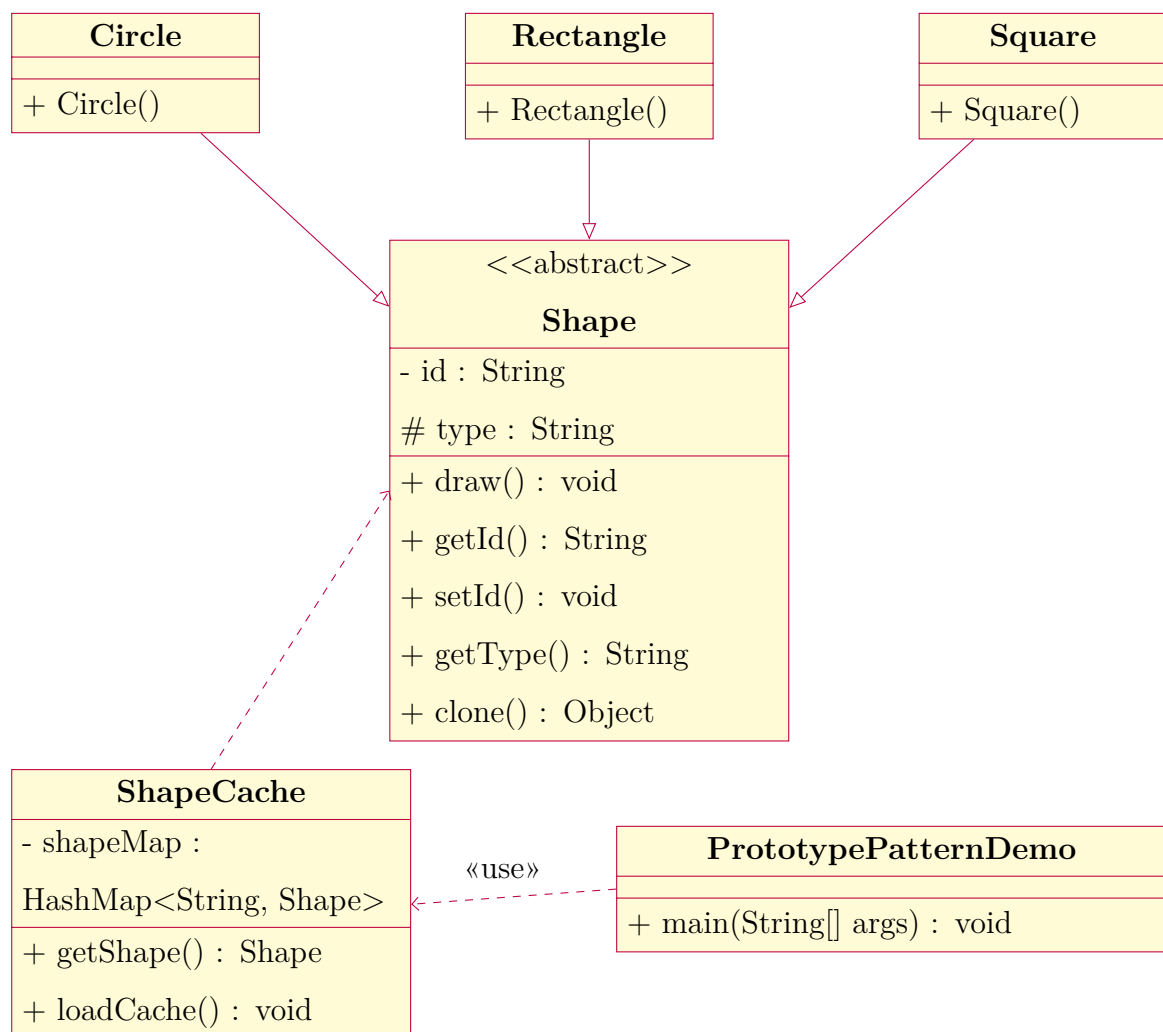 Circle
+ Circle()
Rectangle
+ Rectangle()
Square
+ Square()
<<abstract>>
Shape
- id : String
# type : String
+ draw() : void
+ getId() : String
+ setId() : void
+ getType() : String
+ clone() : Object
ShapeCache
- shapeMap :
HashMap<String, Shape>
+ getShape() : Shape
+ loadCache() : void
«use»
PrototypePatternDemo
+ main(String[] args) : void